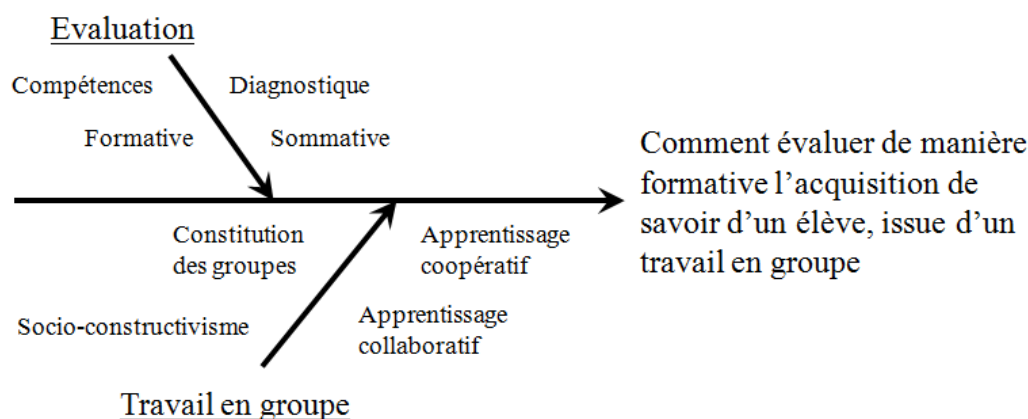 Evaluation
Compétences
Diagnostique
Formative
Sommative
Comment évaluer de manière
formative l’acquisition de
savoir d’un élève, issue d’un
travail en groupe
Constitution
des groupes
Apprentissage
coopératif
Socio-constructivisme
Apprentissage
collaboratif
Travail en groupe